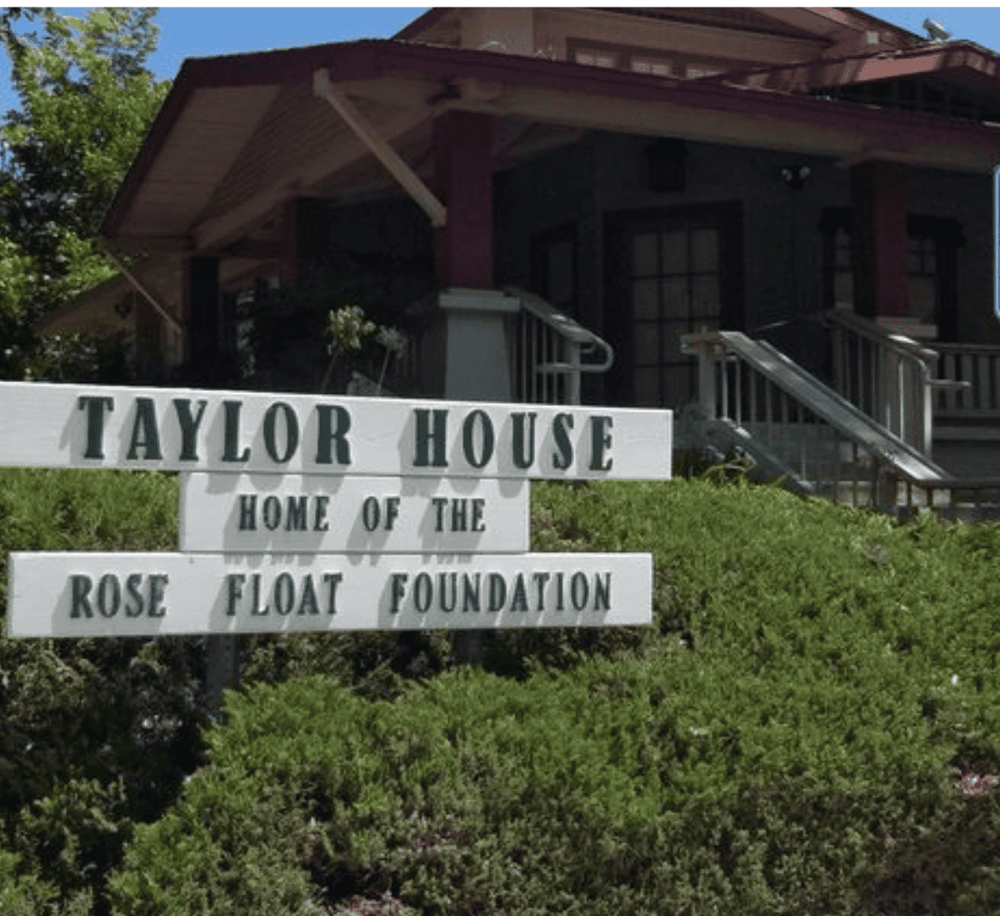 TAYLOR HOUSE
HOME OF THE
ROSE FLOAT FOUNDATION